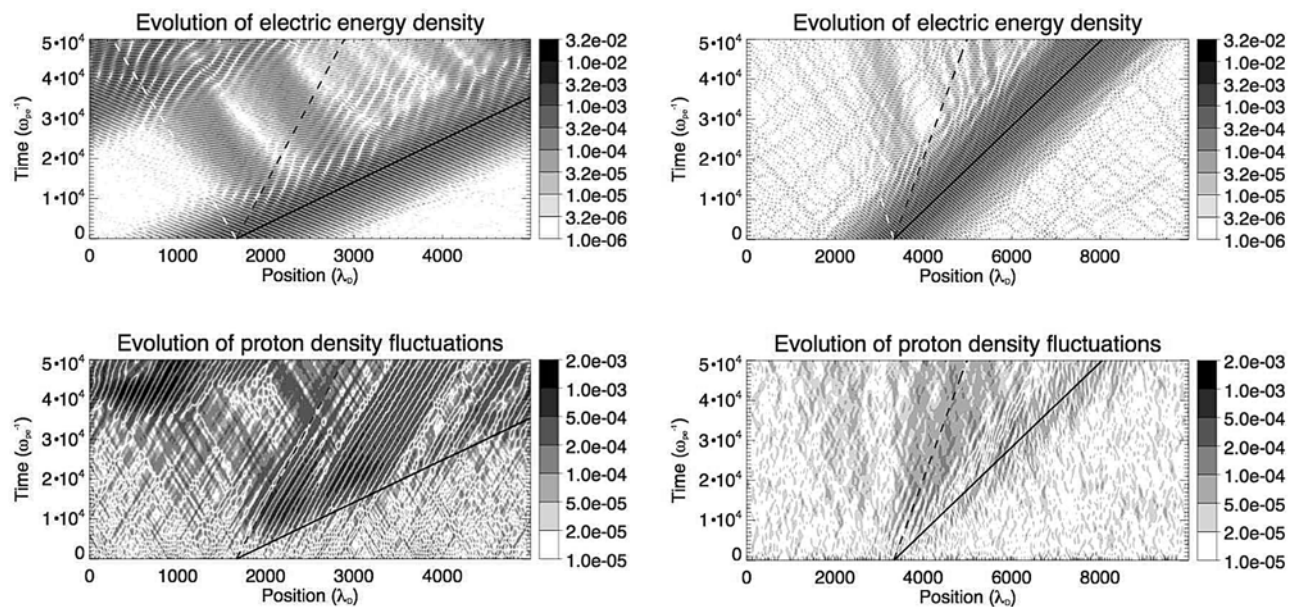 Evolution of electric energy density
5•10⁴
4•10⁴
3•10⁴
2•10⁴
1•10⁴
0
Time (ωpe⁻¹)
0 1000 2000 3000 4000
Position (λD)
3.2e-02
1.0e-02
3.2e-03
1.0e-03
3.2e-04
1.0e-04
3.2e-05
1.0e-05
3.2e-06
1.0e-06
Evolution of electric energy density
5•10⁴
4•10⁴
3•10⁴
2•10⁴
1•10⁴
0
Time (ωpe⁻¹)
0 2000 4000 6000 8000
Position (λD)
3.2e-02
1.0e-02
3.2e-03
1.0e-03
3.2e-04
1.0e-04
3.2e-05
1.0e-05
3.2e-06
1.0e-06
Evolution of proton density fluctuations
5•10⁴
4•10⁴
3•10⁴
2•10⁴
1•10⁴
0
Time (ωpe⁻¹)
0 1000 2000 3000 4000
Position (λD)
2.0e-03
1.0e-03
5.0e-04
2.0e-04
1.0e-04
5.0e-05
2.0e-05
1.0e-05
Evolution of proton density fluctuations
5•10⁴
4•10⁴
3•10⁴
2•10⁴
1•10⁴
0
Time (ωpe⁻¹)
0 2000 4000 6000 8000
Position (λD)
2.0e-03
1.0e-03
5.0e-04
2.0e-04
1.0e-04
5.0e-05
2.0e-05
1.0e-05